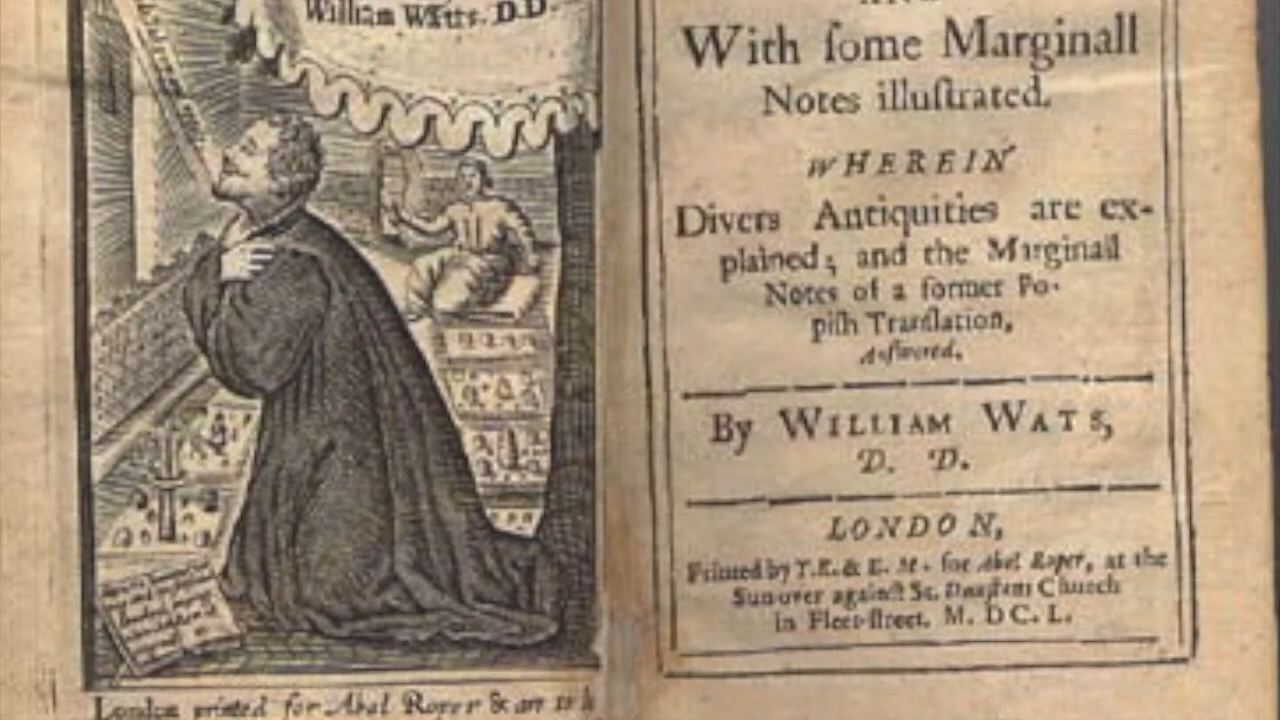 William Watts. D.D.
London printed for Abel Roper & are to b
With ſome Marginall
Notes illuſtrated.
WHEREIN
Divers Antiquities are ex-
plained; and the Marginall
Notes of a former Po-
piſh Tranſlation,
Anſwered.
By WILLIAM WATS,
D. D.
LONDON,
Printed by T.R. & E. M. for Abel Roper, at the
Sun over againſt St. Dunſtans Church
in Fleet-ſtreet. M. DC. L.